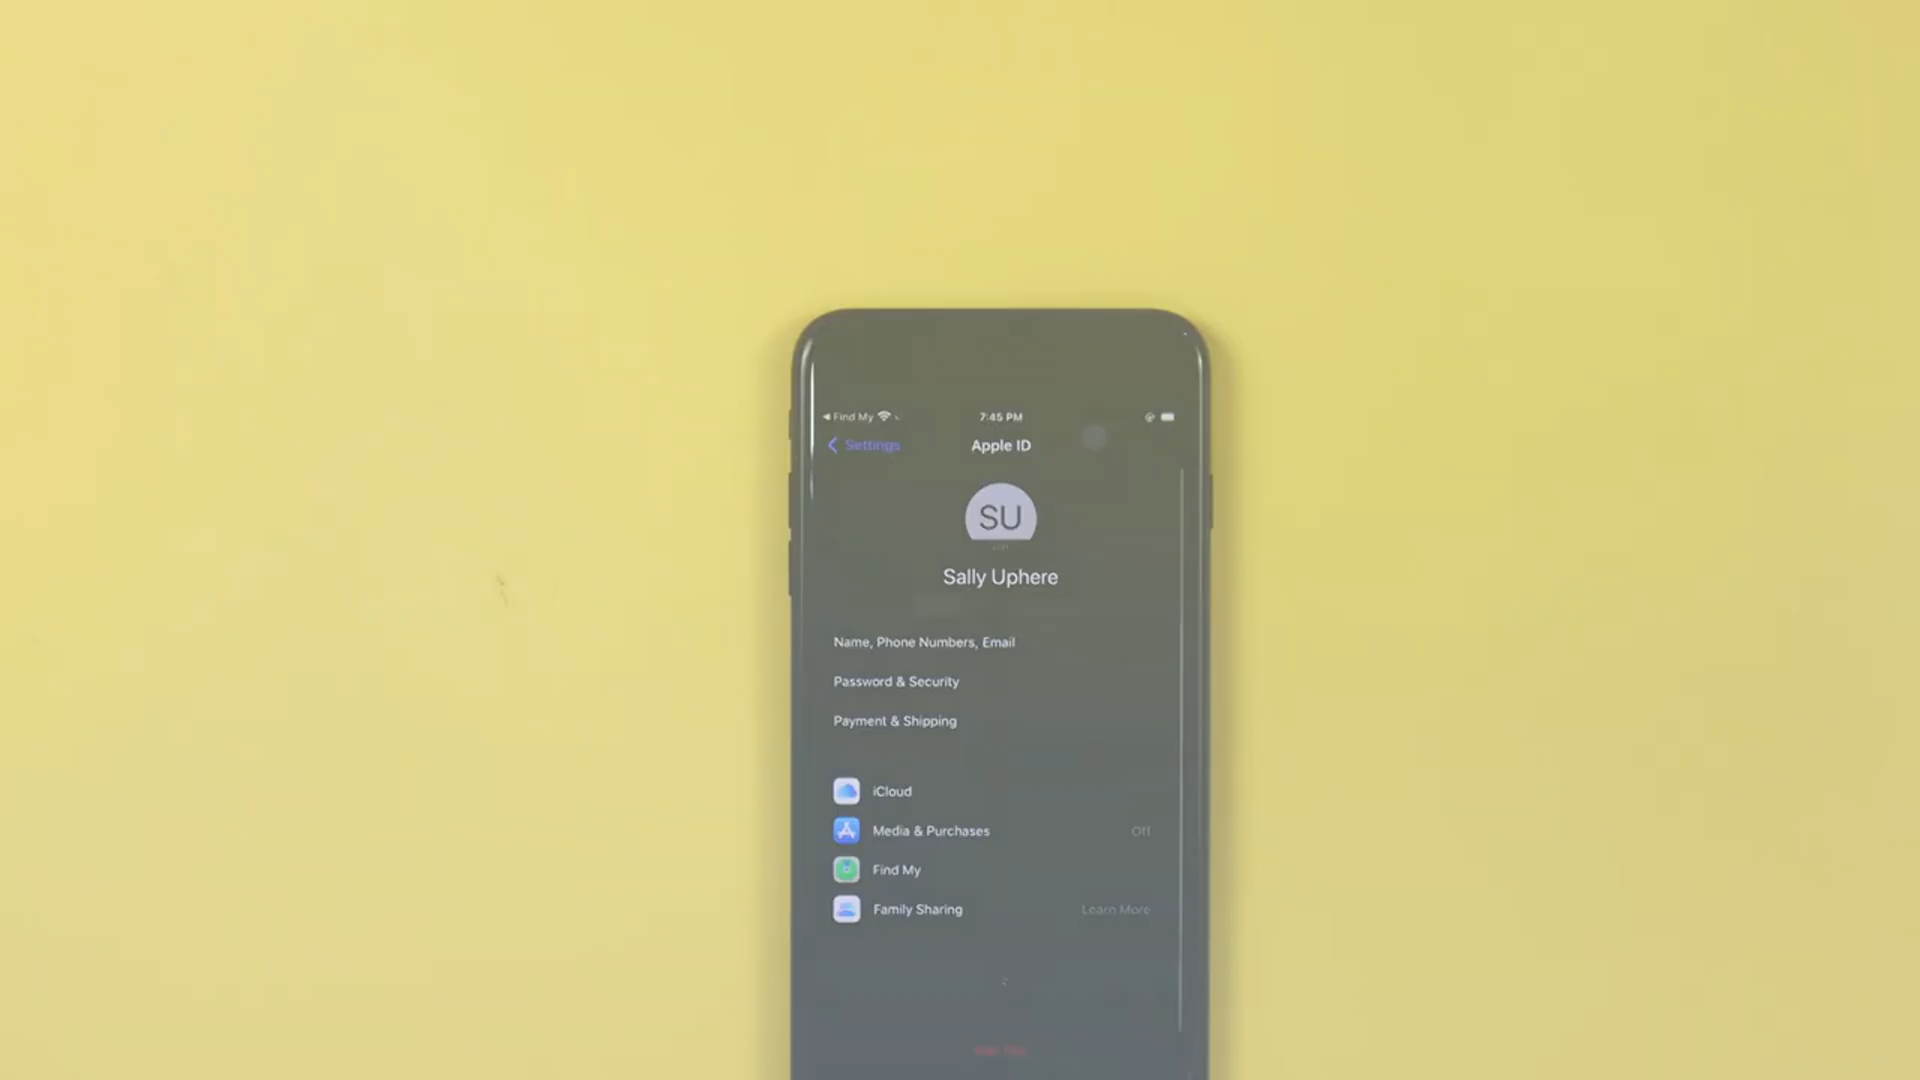 Find My 7:45 PM
Settings Apple ID
SU
Sally Uphere
Name, Phone Numbers, Email
Password & Security
Payment & Shipping
iCloud
Media & Purchases Off
Find My
Family Sharing Learn More